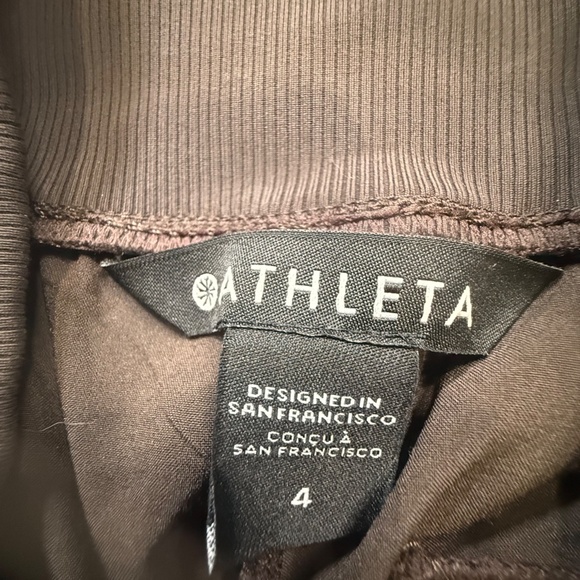 ATHLETA
DESIGNED IN
SAN FRANCISCO
CONÇU À
SAN FRANCISCO
4